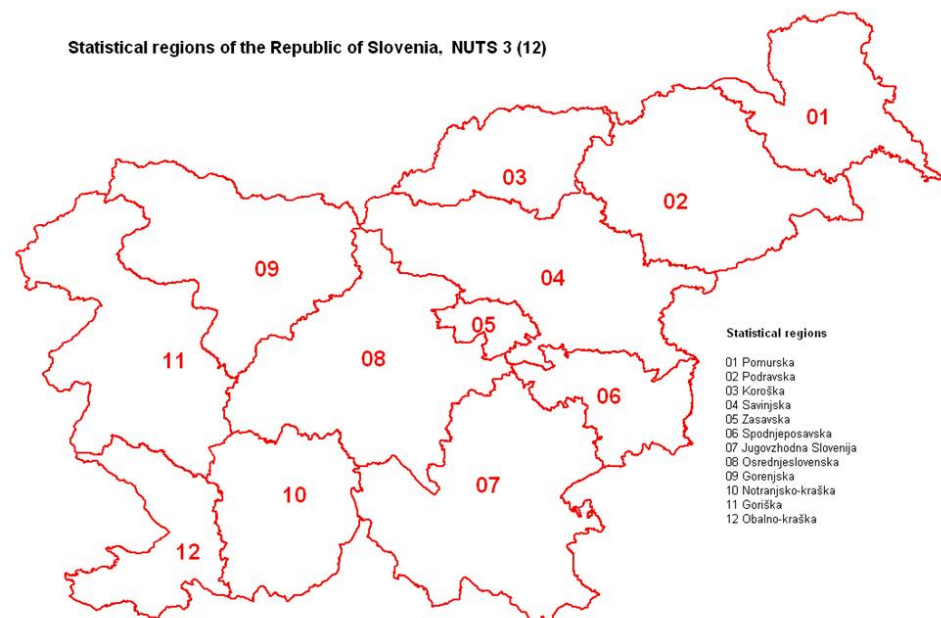 Statistical regions of the Republic of Slovenia, NUTS 3 (12)
01
03
02
09
04
05
11
08
06
07
10
12
Statistical regions
01 Pomurska
02 Podravska
03 Koroška
04 Savinjska
05 Zasavska
06 Spodnjeposavska
07 Jugovzhodna Slovenija
08 Osrednjeslovenska
09 Gorenjska
10 Notranjsko-kraška
11 Goriška
12 Obalno-kraška